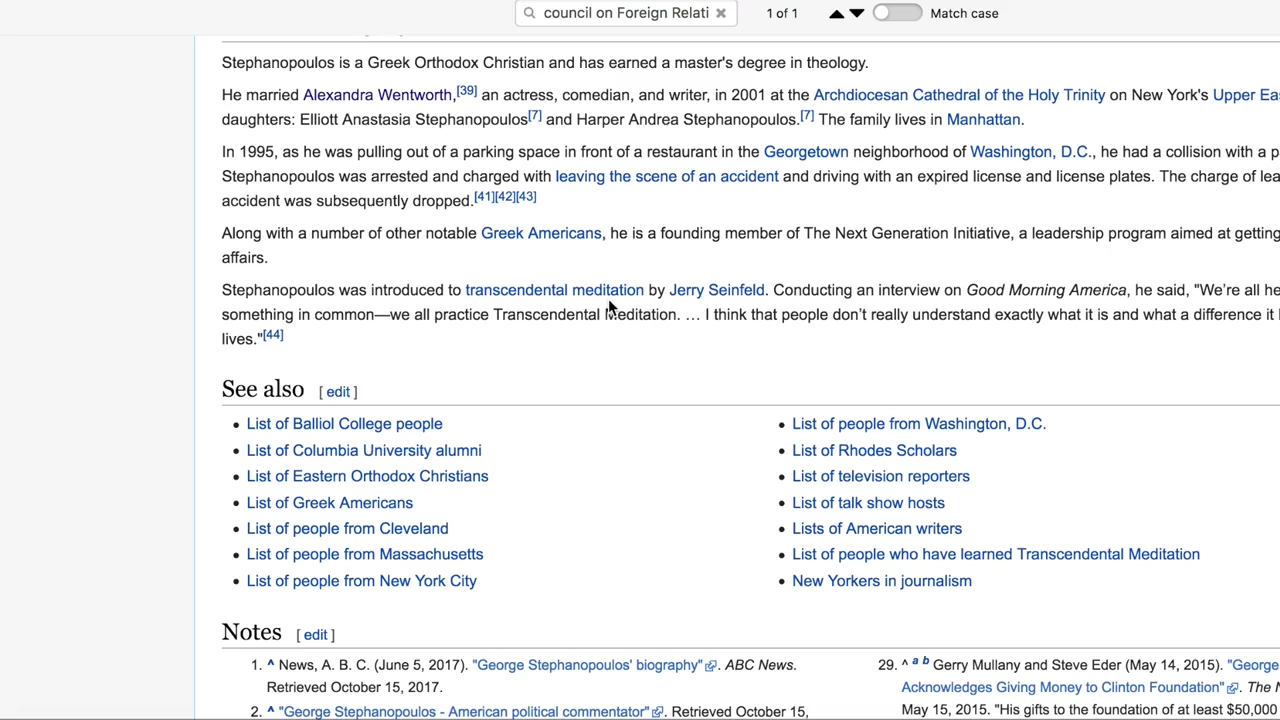 council on Foreign Relati
1 of 1
Match case
Stephanopoulos is a Greek Orthodox Christian and has earned a master's degree in theology.
He married Alexandra Wentworth,[39] an actress, comedian, and writer, in 2001 at the Archdiocesan Cathedral of the Holy Trinity on New York's Upper Ea
daughters: Elliott Anastasia Stephanopoulos[7] and Harper Andrea Stephanopoulos.[7] The family lives in Manhattan.
In 1995, as he was pulling out of a parking space in front of a restaurant in the Georgetown neighborhood of Washington, D.C., he had a collision with a p
Stephanopoulos was arrested and charged with leaving the scene of an accident and driving with an expired license and license plates. The charge of lea
accident was subsequently dropped.[41][42][43]
Along with a number of other notable Greek Americans, he is a founding member of The Next Generation Initiative, a leadership program aimed at getting
affairs.
Stephanopoulos was introduced to transcendental meditation by Jerry Seinfeld. Conducting an interview on Good Morning America, he said, "We're all he
something in common—we all practice Transcendental Meditation. … I think that people don't really understand exactly what it is and what a difference it
lives."[44]
See also [ edit ]
• List of Balliol College people
• List of Columbia University alumni
• List of Eastern Orthodox Christians
• List of Greek Americans
• List of people from Cleveland
• List of people from Massachusetts
• List of people from New York City
• List of people from Washington, D.C.
• List of Rhodes Scholars
• List of television reporters
• List of talk show hosts
• Lists of American writers
• List of people who have learned Transcendental Meditation
• New Yorkers in journalism
Notes [ edit ]
1. ^ News, A. B. C. (June 5, 2017). "George Stephanopoulos' biography". ABC News.
Retrieved October 15, 2017.
2. ^ "George Stephanopoulos - American political commentator". Retrieved October 15,
29. ^ a b Gerry Mullany and Steve Eder (May 14, 2015). "George
Acknowledges Giving Money to Clinton Foundation". The N
May 15, 2015. "His gifts to the foundation of at least $50,000